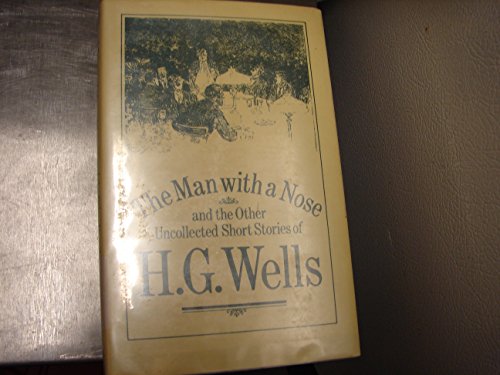 The Man with a Nose
and the Other
Uncollected Short Stories of
H.G. Wells